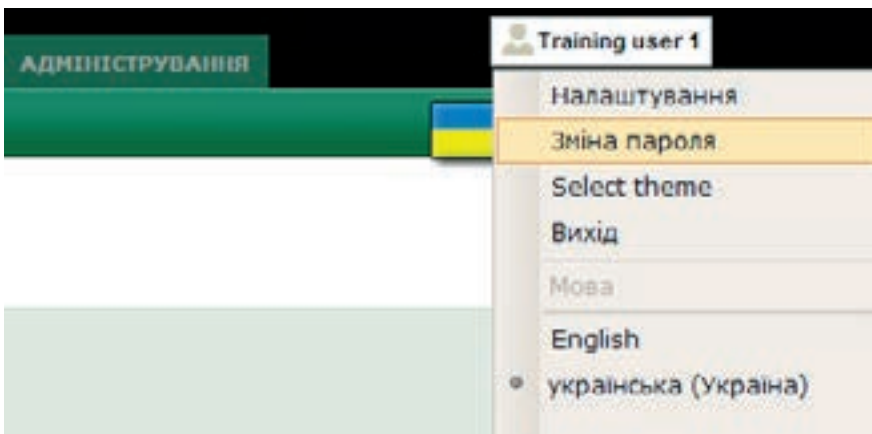 АДМІНІСТРУВАННЯ
Training user 1
Налаштування
Зміна пароля
Select theme
Вихід
Мова
English
українська (Україна)